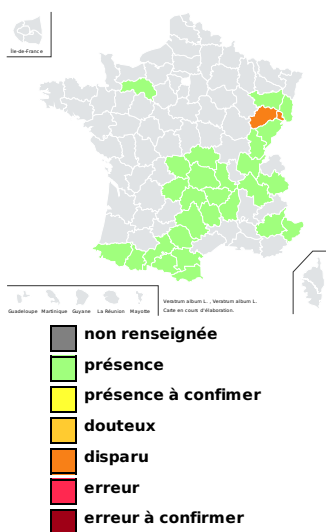 Île-de-France
Guadeloupe Martinique Guyane La Réunion Mayotte
Veratrum album L. , Veratrum album L.
Carte en cours d'élaboration.
non renseignée
présence
présence à confimer
douteux
disparu
erreur
erreur à confirmer